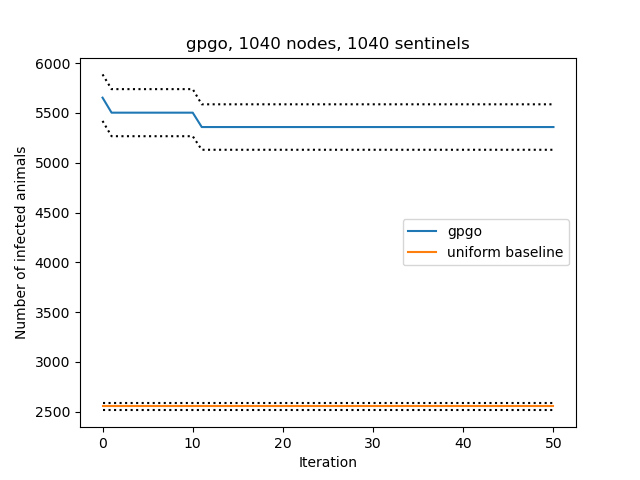 gpgo, 1040 nodes, 1040 sentinels
Number of infected animals
6000
5500
5000
4500
4000
3500
3000
2500
gpgo
uniform baseline
0 10 20 30 40 50
Iteration